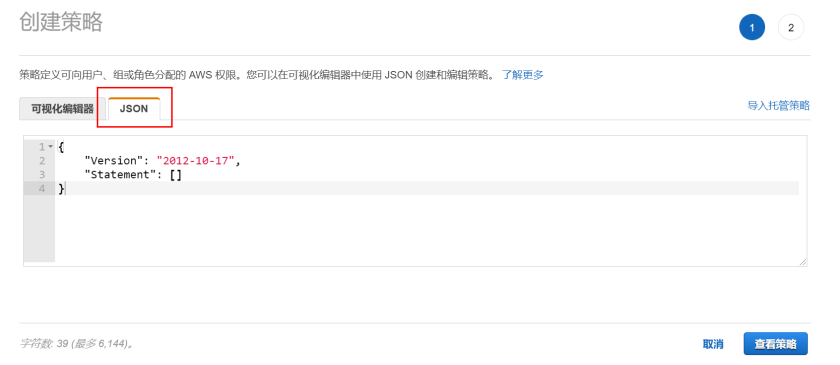 创建策略
1 2
策略定义可向用户、组或角色分配的 AWS 权限。您可以在可视化编辑器中使用 JSON 创建和编辑策略。 了解更多
可视化编辑器 JSON 导入托管策略
1 {
2 "Version": "2012-10-17",
3 "Statement": []
4 }
字符数: 39 (最多 6,144)。 取消 查看策略